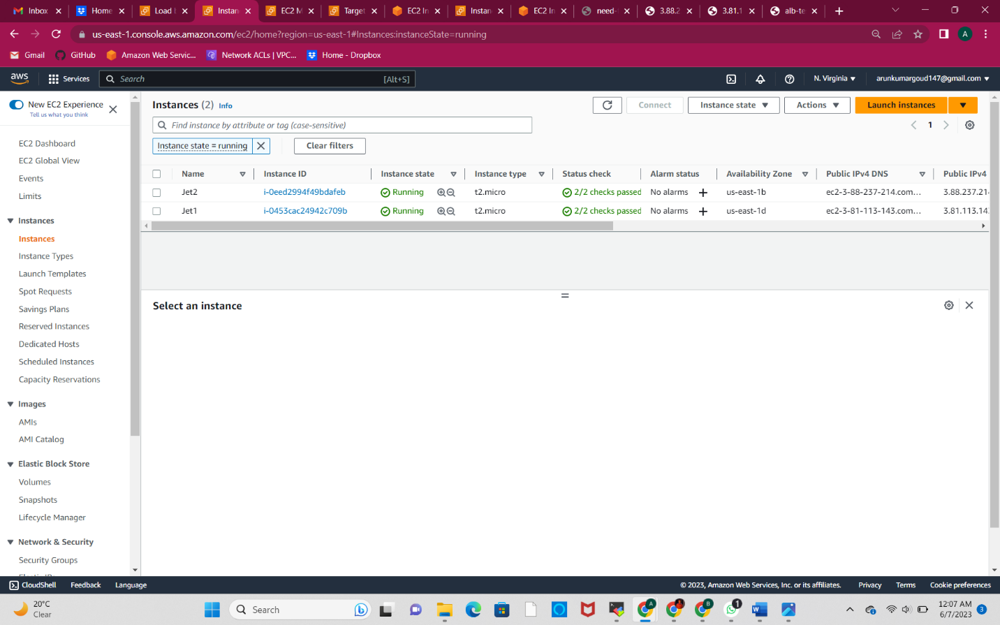 Inbox
Home
Load
Instan
EC2 M
Target
EC2 In
Instan
EC2 In
need-
3.88.2
3.81.1
alb-te
us-east-1.console.aws.amazon.com/ec2/home?region=us-east-1#Instances:instanceState=running
A
Gmail
GitHub
Amazon Web Servic...
Network ACLs | VPC...
Home - Dropbox
aws
Services
Search
[Alt+S]
N. Virginia
arunkumargoud147@gmail.com
New EC2 Experience
Tell us what you think
EC2 Dashboard
EC2 Global View
Events
Limits
Instances
Instances
Instance Types
Launch Templates
Spot Requests
Savings Plans
Reserved Instances
Dedicated Hosts
Scheduled Instances
Capacity Reservations
Images
AMIs
AMI Catalog
Elastic Block Store
Volumes
Snapshots
Lifecycle Manager
Network & Security
Security Groups
Instances (2) Info
Connect
Instance state
Actions
Launch instances
Find instance by attribute or tag (case-sensitive)
1
Instance state = running
Clear filters
Name Instance ID Instance state Instance type Status check Alarm status Availability Zone Public IPv4 DNS Public IPv4
Jet2 i-0eed2994f49bdafeb Running t2.micro 2/2 checks passed No alarms us-east-1b ec2-3-88-237-214.com... 3.88.237.21
Jet1 i-0453cac24942c709b Running t2.micro 2/2 checks passed No alarms us-east-1d ec2-3-81-113-143.com... 3.81.113.14
Select an instance
CloudShell
Feedback
Language
© 2023, Amazon Web Services, Inc. or its affiliates.
Privacy
Terms
Cookie preferences
20°C
Clear
Search
A
B
1
12:07 AM
6/7/2023
3